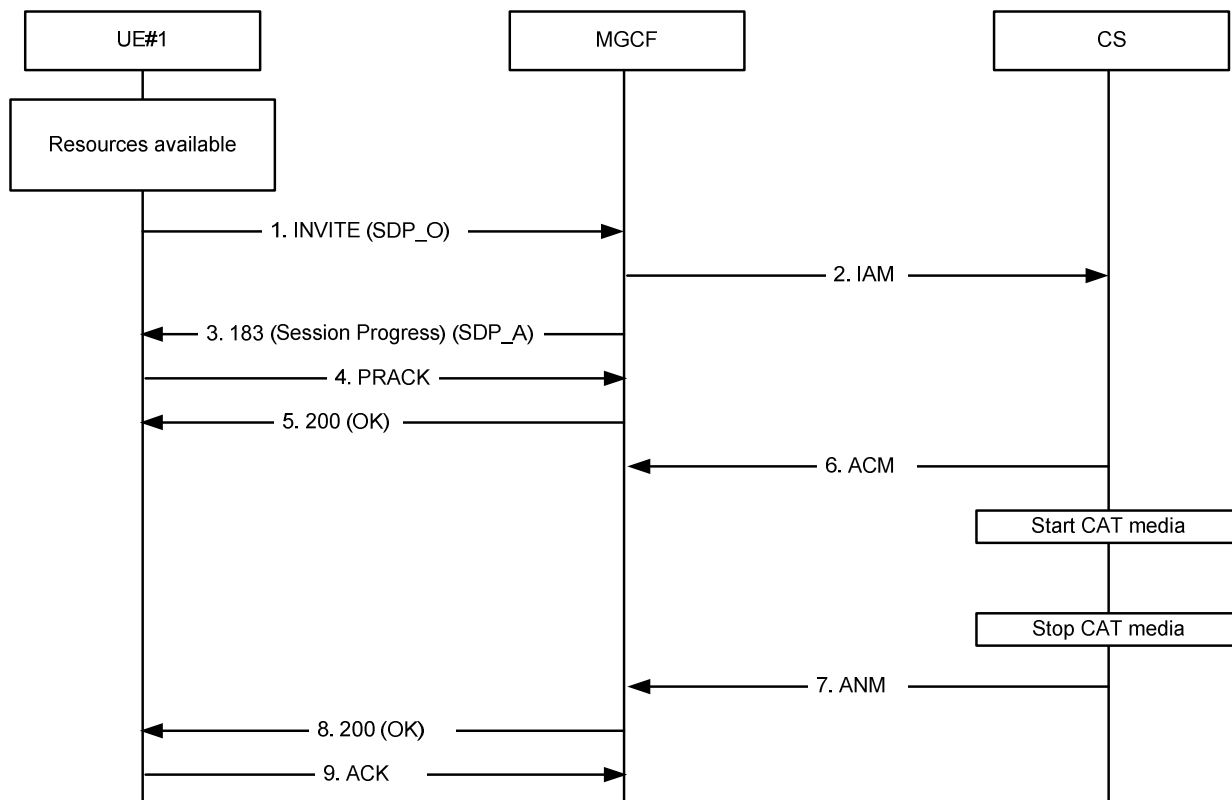 UE#1
MGCF
CS
Resources available
1. INVITE (SDP_O)
2. IAM
3. 183 (Session Progress) (SDP_A)
4. PRACK
5. 200 (OK)
6. ACM
Start CAT media
Stop CAT media
7. ANM
8. 200 (OK)
9. ACK